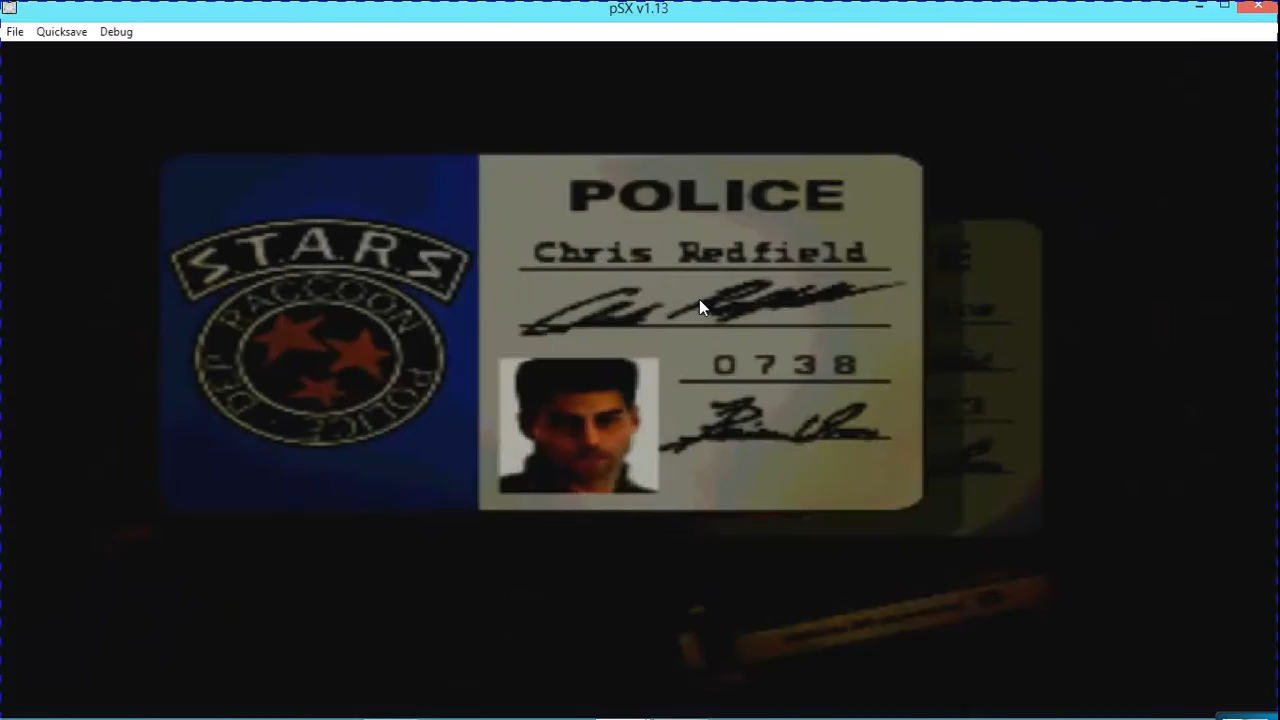 pSX v1.13
File Quicksave Debug
S.T.A.R.S.
RACCOON
POLICE DEPT.
POLICE
Chris Redfield
0738